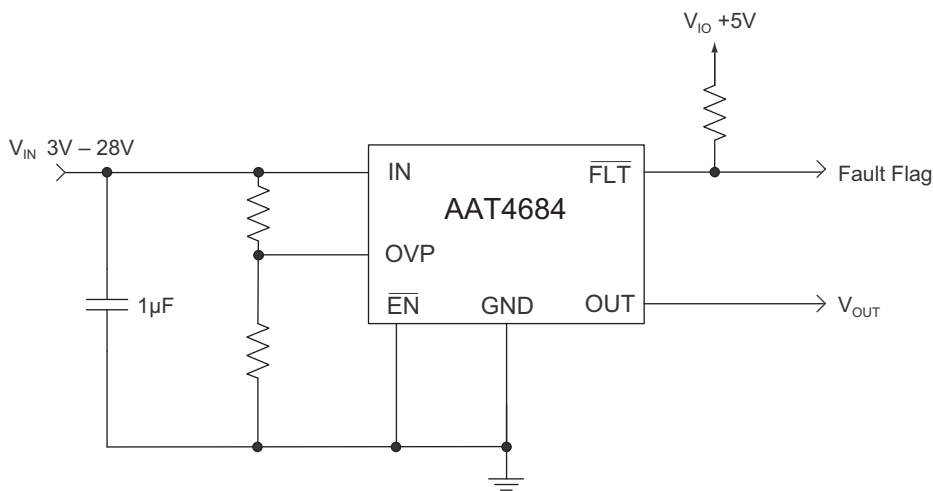 V_IO +5V
V_IN 3V – 28V
IN
FLT
Fault Flag
AAT4684
OVP
1µF
EN
GND
OUT
V_OUT